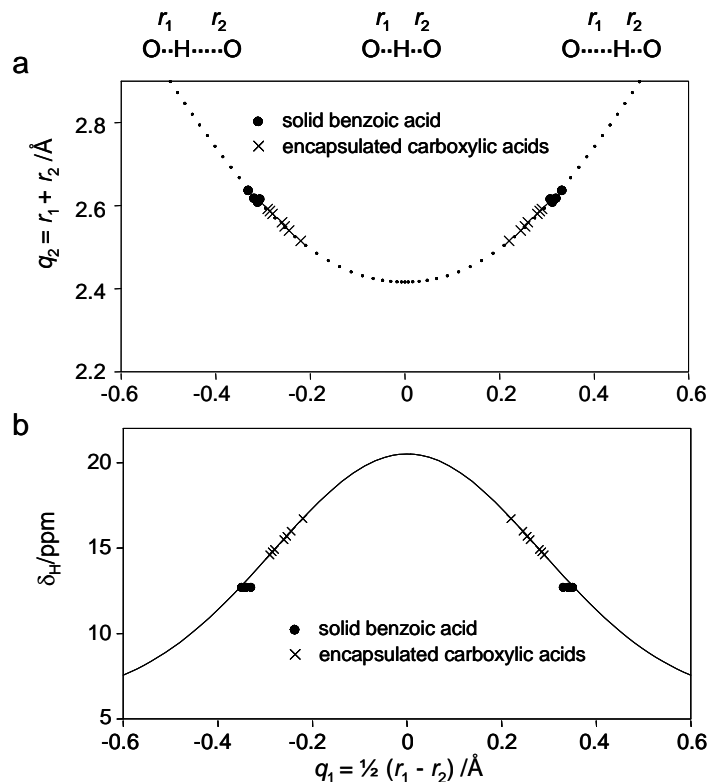 r1 r2 r1 r2 r1 r2
O··H·····O O··H··O O·····H··O
a
q2 = r1 + r2 /Å
2.8
2.6
2.4
2.2
● solid benzoic acid
× encapsulated carboxylic acids
-0.6 -0.4 -0.2 0 0.2 0.4 0.6
b
δH/ppm
20
15
10
5
● solid benzoic acid
× encapsulated carboxylic acids
-0.6 -0.4 -0.2 0 0.2 0.4 0.6
q1 = ½ (r1 - r2) /Å